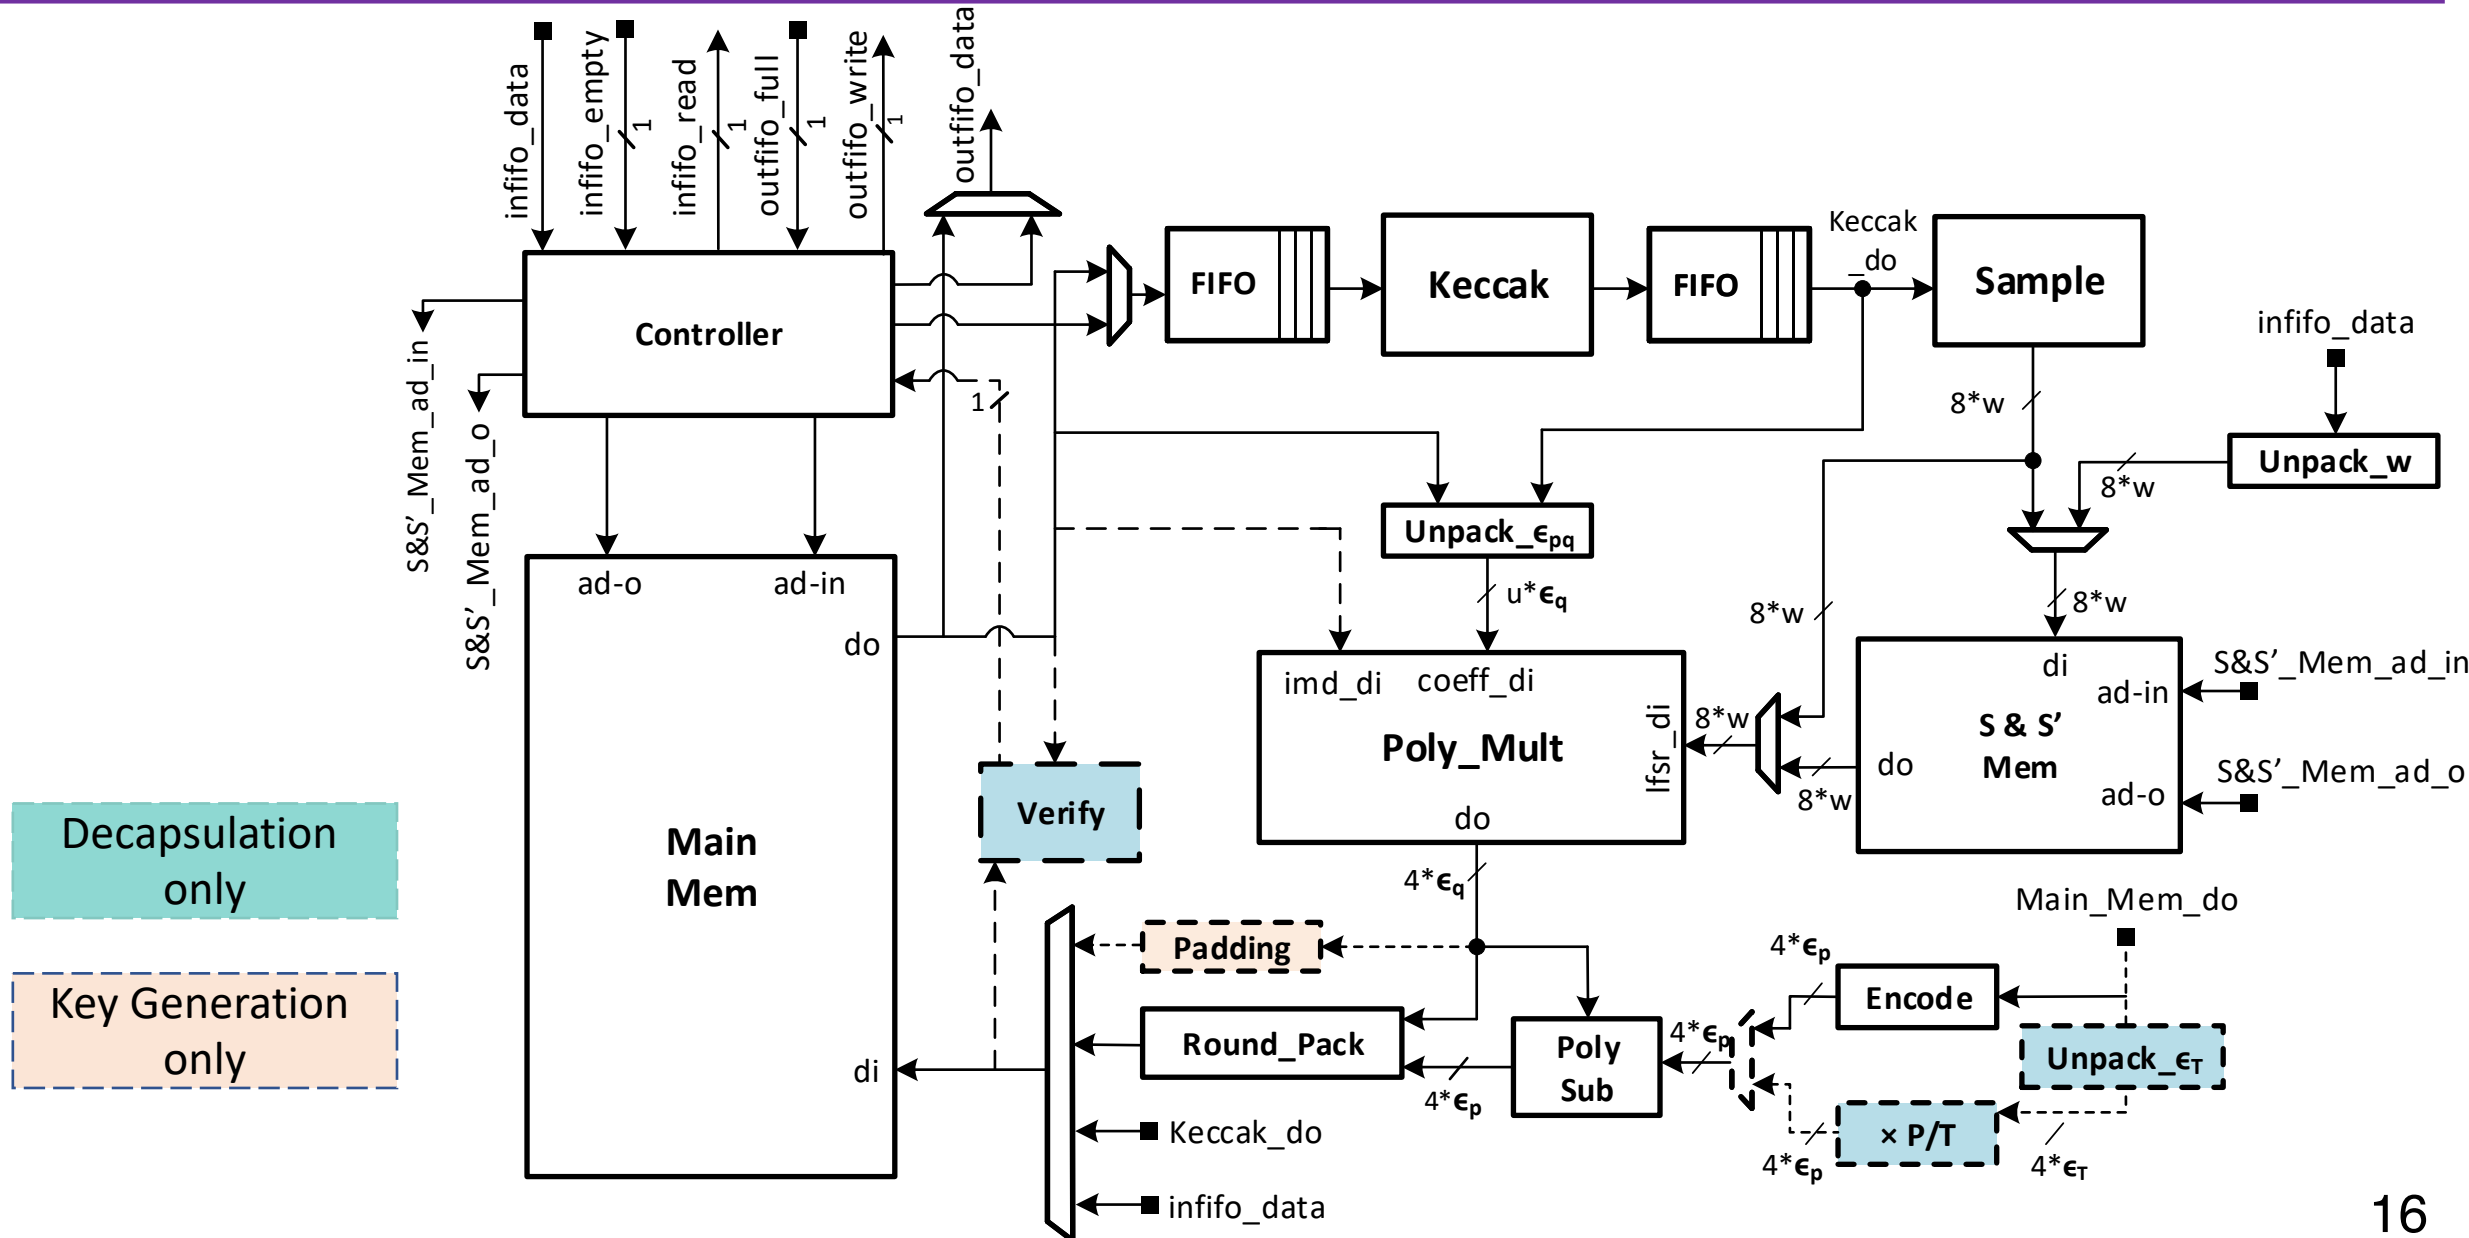 infifo_data
infifo_empty
1
infifo_read
1
outfifo_full
1
outfifo_write
1
outfifo_data
Controller
S&S’_Mem_ad_in
S&S’_Mem_ad_o
1
FIFO
Keccak
FIFO
Keccak
_do
Sample
infifo_data
8*w
Unpack_w
8*w
Unpack_ϵpq
u*ϵq
8*w
8*w
ad-o
ad-in
do
Main
Mem
di
imd_di
coeff_di
lfsr_di
Poly_Mult
do
8*w
8*w
di
ad-in
S & S’
Mem
do
ad-o
S&S’_Mem_ad_in
S&S’_Mem_ad_o
Verify
Decapsulation
only
Key Generation
only
4*ϵq
Padding
Round_Pack
4*ϵp
Poly
Sub
4*ϵp
4*ϵp
Encode
Main_Mem_do
Unpack_ϵT
× P/T
4*ϵp
4*ϵT
Keccak_do
infifo_data
16